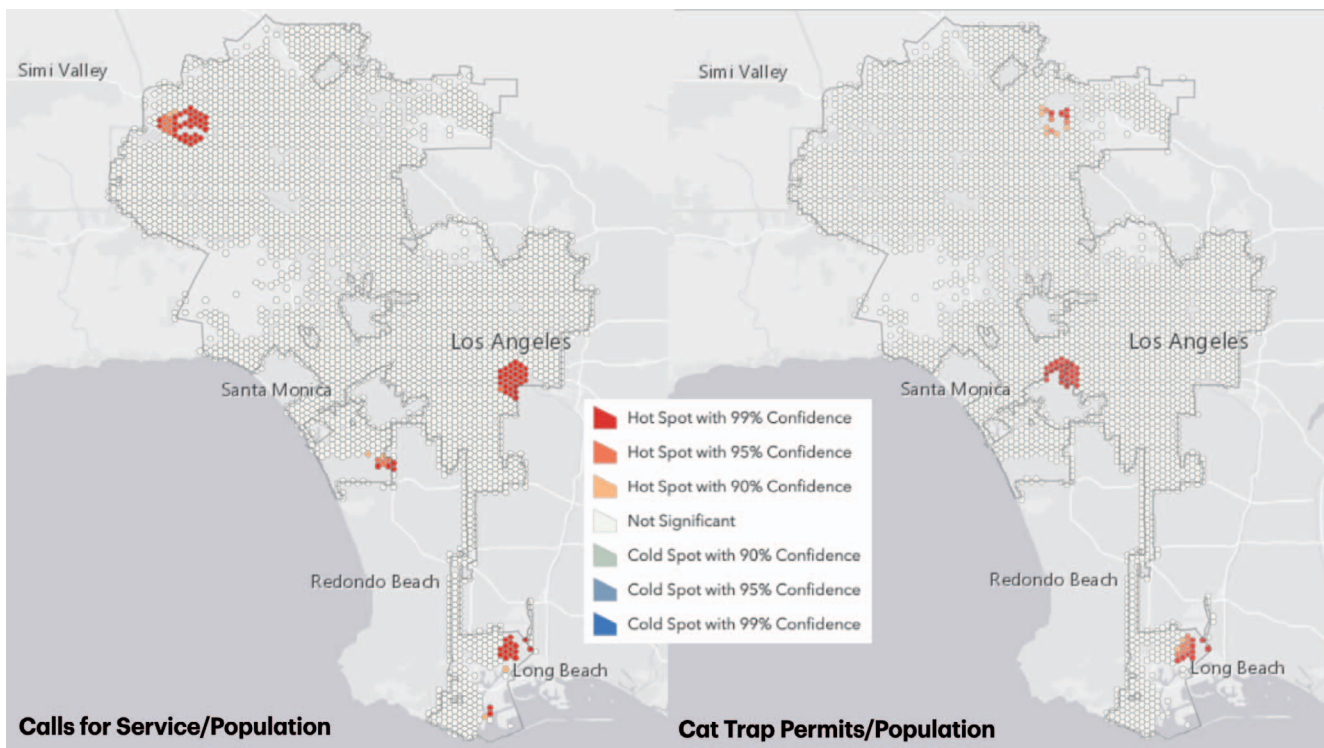 Simi Valley
Los Angeles
Santa Monica
Redondo Beach
Long Beach
Calls for Service/Population
Hot Spot with 99% Confidence
Hot Spot with 95% Confidence
Hot Spot with 90% Confidence
Not Significant
Cold Spot with 90% Confidence
Cold Spot with 95% Confidence
Cold Spot with 99% Confidence
Simi Valley
Los Angeles
Santa Monica
Redondo Beach
Long Beach
Cat Trap Permits/Population